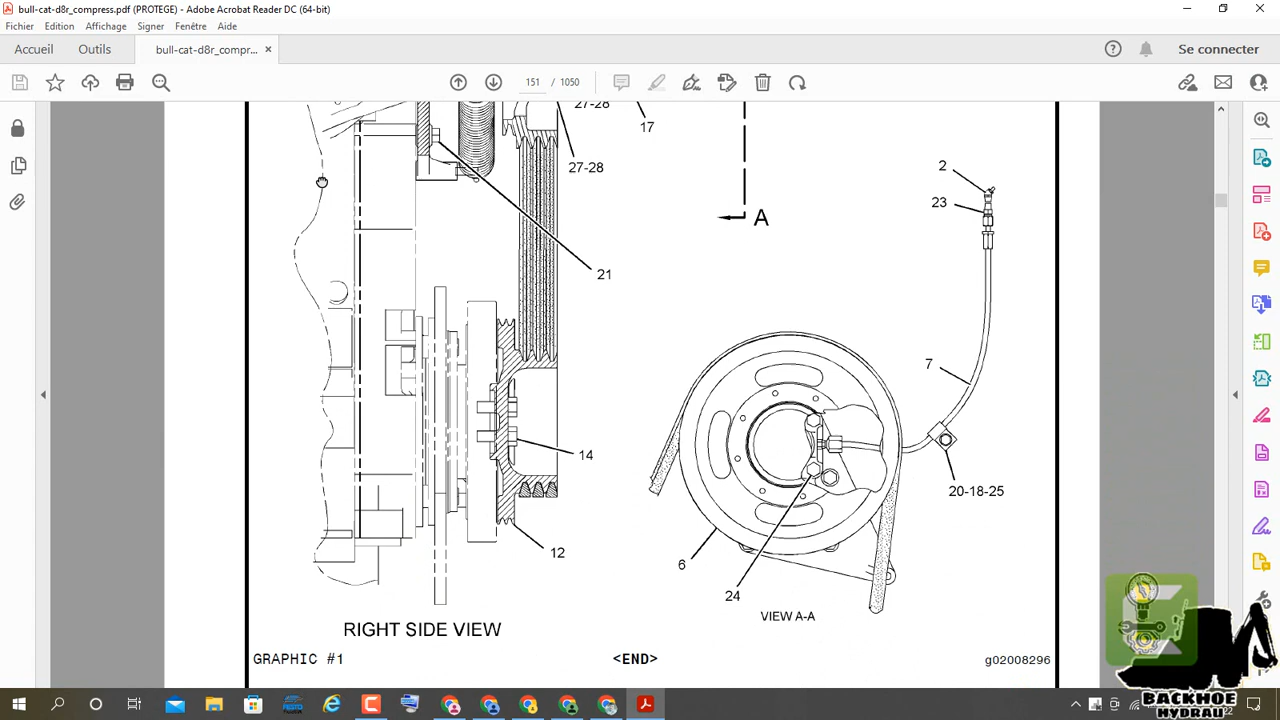 bull-cat-d8r_compress.pdf (PROTEGE) - Adobe Acrobat Reader DC (64-bit)
Fichier Edition Affichage Signer Fenêtre Aide
Accueil Outils bull-cat-d8r_compr... × Se connecter
151 / 1050
27-28
17
27-28
2
23
A
21
7
14
20-18-25
12
6
24
VIEW A-A
RIGHT SIDE VIEW
GRAPHIC #1 <END> g02008296
BACKHOE
HYDRAU